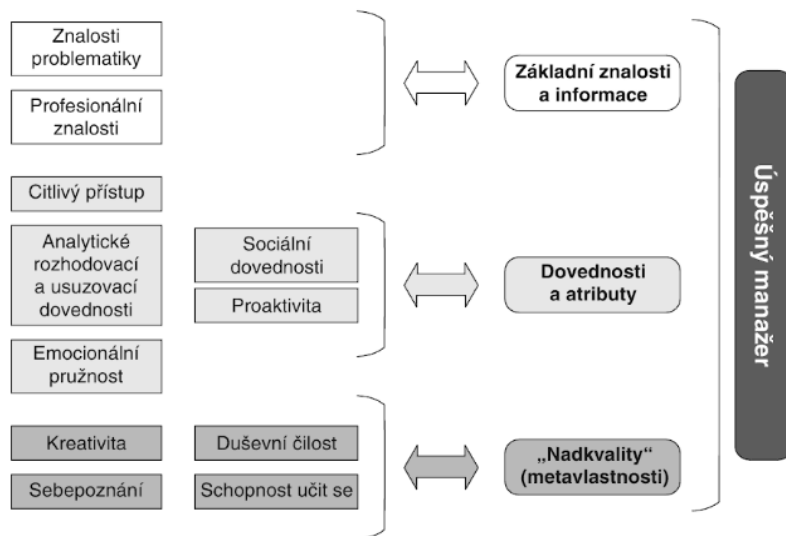 Znalosti
problematiky
Profesionální
znalosti
Základní znalosti
a informace
Citlivý přístup
Analytické
rozhodovací
a usuzovací
dovednosti
Emocionální
pružnost
Sociální
dovednosti
Proaktivita
Dovednosti
a atributy
Kreativita
Duševní čilost
Sebepoznání
Schopnost učit se
„Nadkvality“
(metavlastnosti)
Úspěšný manažer